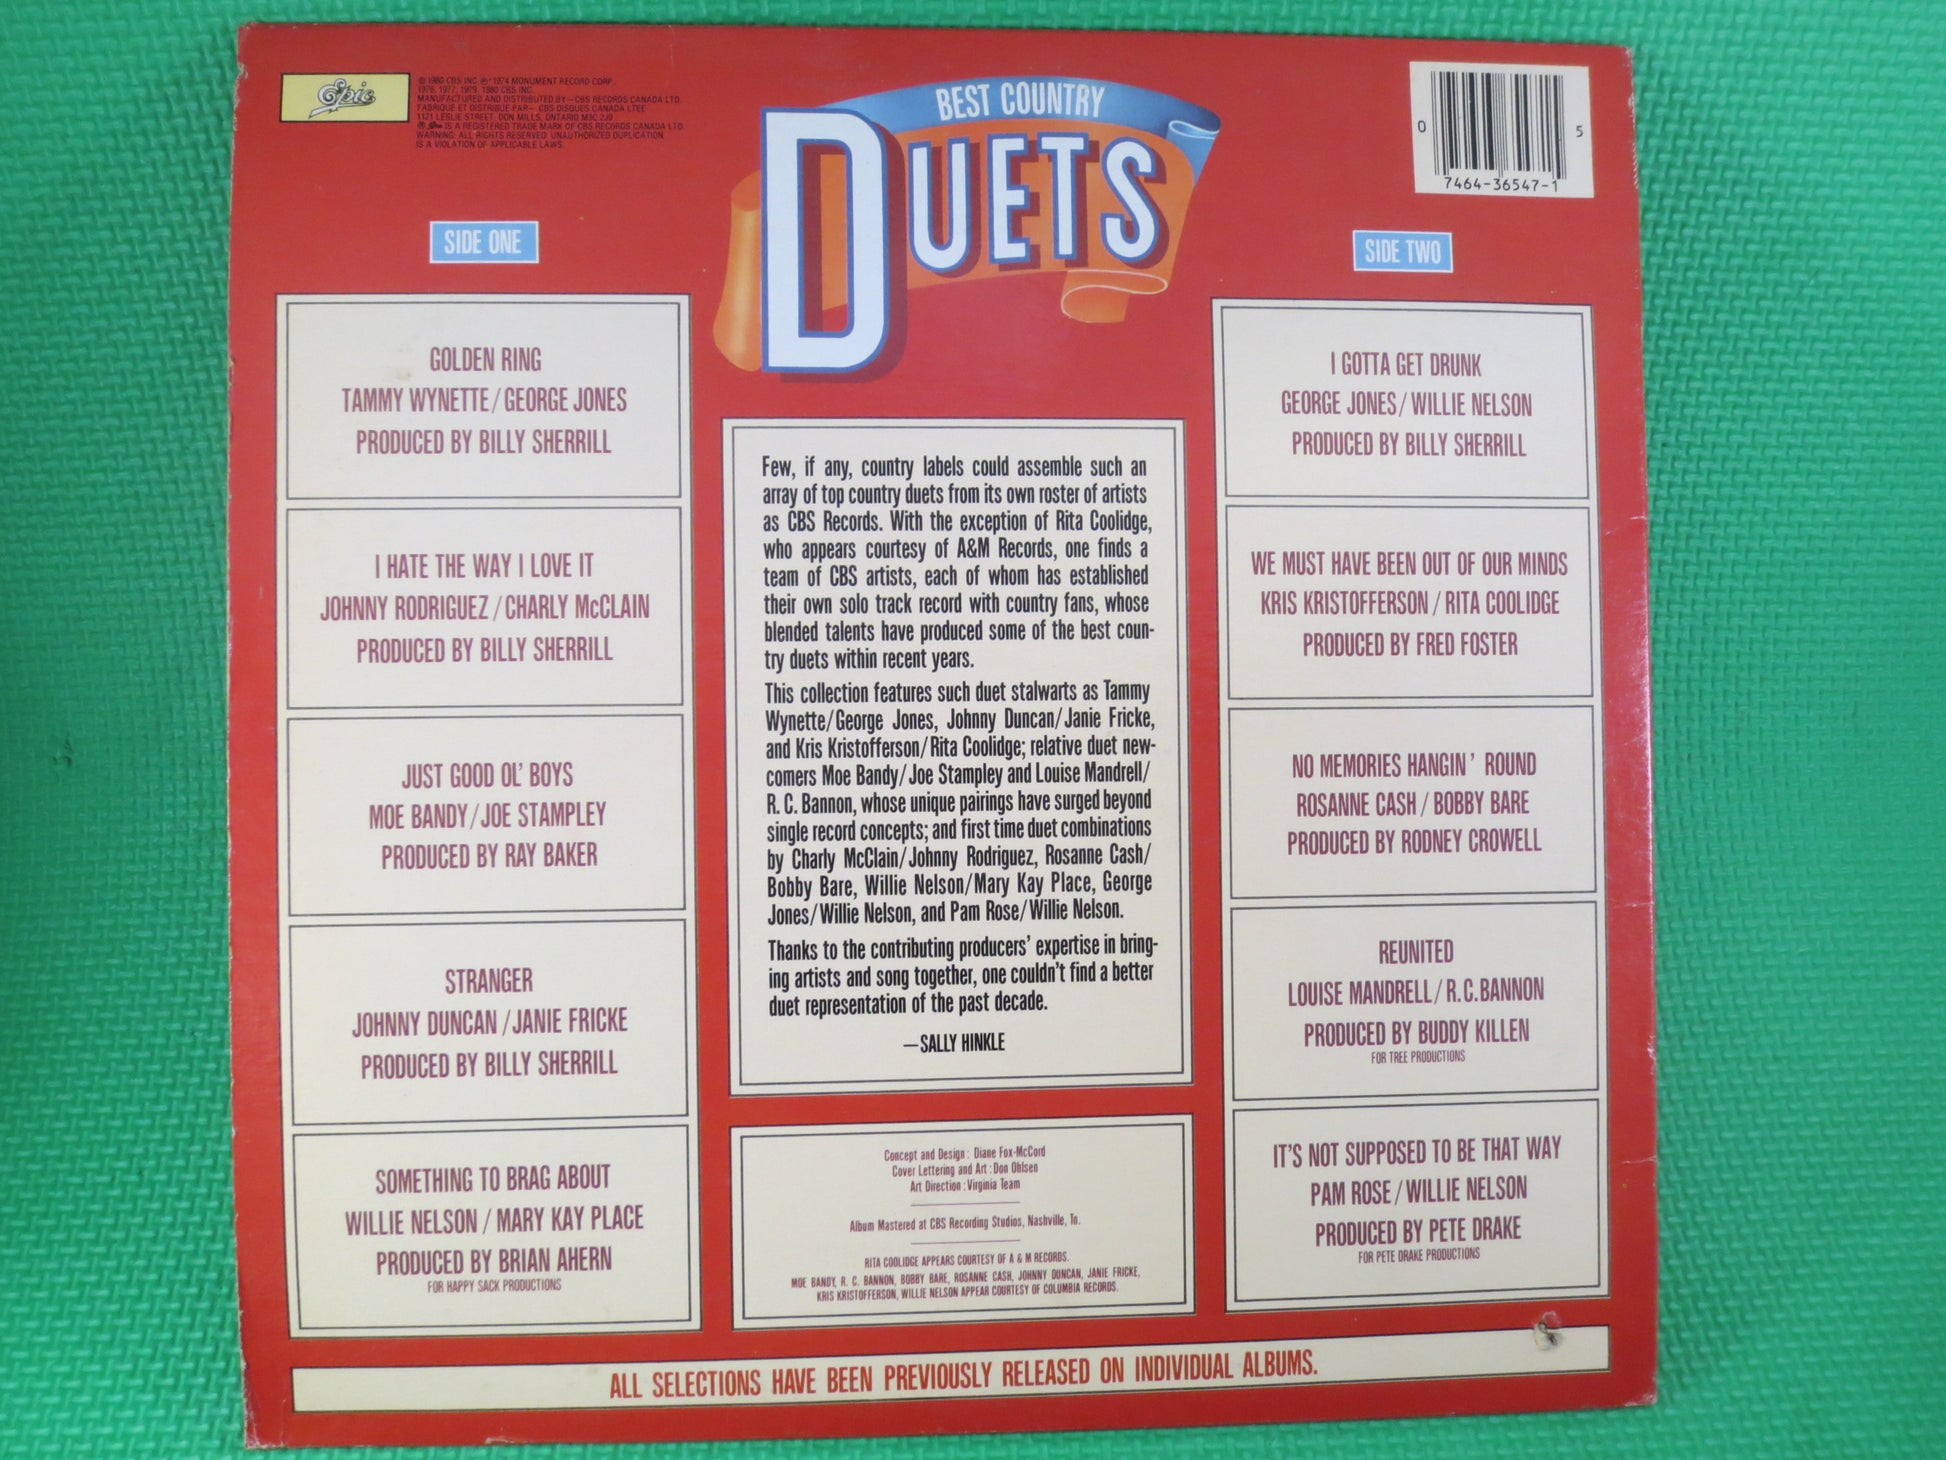 Epic
© 1980 CBS INC. ℗ 1974 MONUMENT RECORD CORP.
1976, 1977, 1979, 1980 CBS INC.
MANUFACTURED AND DISTRIBUTED BY—CBS RECORDS CANADA LTD.
FABRIQUE ET DISTRIBUE PAR— CBS DISQUES CANADA LTEE
1121 LESLIE STREET, DON MILLS, ONTARIO M3C 2J9
IS A REGISTERED TRADE MARK OF CBS RECORDS CANADA LTD.
WARNING: ALL RIGHTS RESERVED. UNAUTHORIZED DUPLICATION
IS A VIOLATION OF APPLICABLE LAWS.
BEST COUNTRY
DUETS
0 5
7464-36547-1
SIDE ONE
GOLDEN RING
TAMMY WYNETTE/GEORGE JONES
PRODUCED BY BILLY SHERRILL
I HATE THE WAY I LOVE IT
JOHNNY RODRIGUEZ/CHARLY McCLAIN
PRODUCED BY BILLY SHERRILL
JUST GOOD OL' BOYS
MOE BANDY/JOE STAMPLEY
PRODUCED BY RAY BAKER
STRANGER
JOHNNY DUNCAN/JANIE FRICKE
PRODUCED BY BILLY SHERRILL
SOMETHING TO BRAG ABOUT
WILLIE NELSON/MARY KAY PLACE
PRODUCED BY BRIAN AHERN
FOR HAPPY SACK PRODUCTIONS
Few, if any, country labels could assemble such an
array of top country duets from its own roster of artists
as CBS Records. With the exception of Rita Coolidge,
who appears courtesy of A&M Records, one finds a
team of CBS artists, each of whom has established
their own solo track record with country fans, whose
blended talents have produced some of the best coun-
try duets within recent years.
This collection features such duet stalwarts as Tammy
Wynette/George Jones, Johnny Duncan/Janie Fricke,
and Kris Kristofferson/Rita Coolidge; relative duet new-
comers Moe Bandy/Joe Stampley and Louise Mandrell/
R. C. Bannon, whose unique pairings have surged beyond
single record concepts; and first time duet combinations
by Charly McClain/Johnny Rodriguez, Rosanne Cash/
Bobby Bare, Willie Nelson/Mary Kay Place, George
Jones/Willie Nelson, and Pam Rose/Willie Nelson.
Thanks to the contributing producers' expertise in bring-
ing artists and song together, one couldn't find a better
duet representation of the past decade.
—SALLY HINKLE
Concept and Design: Diane Fox-McCord
Cover Lettering and Art: Don Ohlsen
Art Direction: Virginia Team
Album Mastered at CBS Recording Studios, Nashville, Tn.
RITA COOLIDGE APPEARS COURTESY OF A & M RECORDS.
MOE BANDY, R. C. BANNON, BOBBY BARE, ROSANNE CASH, JOHNNY DUNCAN, JANIE FRICKE,
KRIS KRISTOFFERSON, WILLIE NELSON APPEAR COURTESY OF COLUMBIA RECORDS.
SIDE TWO
I GOTTA GET DRUNK
GEORGE JONES/WILLIE NELSON
PRODUCED BY BILLY SHERRILL
WE MUST HAVE BEEN OUT OF OUR MINDS
KRIS KRISTOFFERSON/RITA COOLIDGE
PRODUCED BY FRED FOSTER
NO MEMORIES HANGIN' ROUND
ROSANNE CASH/BOBBY BARE
PRODUCED BY RODNEY CROWELL
REUNITED
LOUISE MANDRELL/R.C.BANNON
PRODUCED BY BUDDY KILLEN
FOR TREE PRODUCTIONS
IT'S NOT SUPPOSED TO BE THAT WAY
PAM ROSE/WILLIE NELSON
PRODUCED BY PETE DRAKE
FOR PETE DRAKE PRODUCTIONS
ALL SELECTIONS HAVE BEEN PREVIOUSLY RELEASED ON INDIVIDUAL ALBUMS.